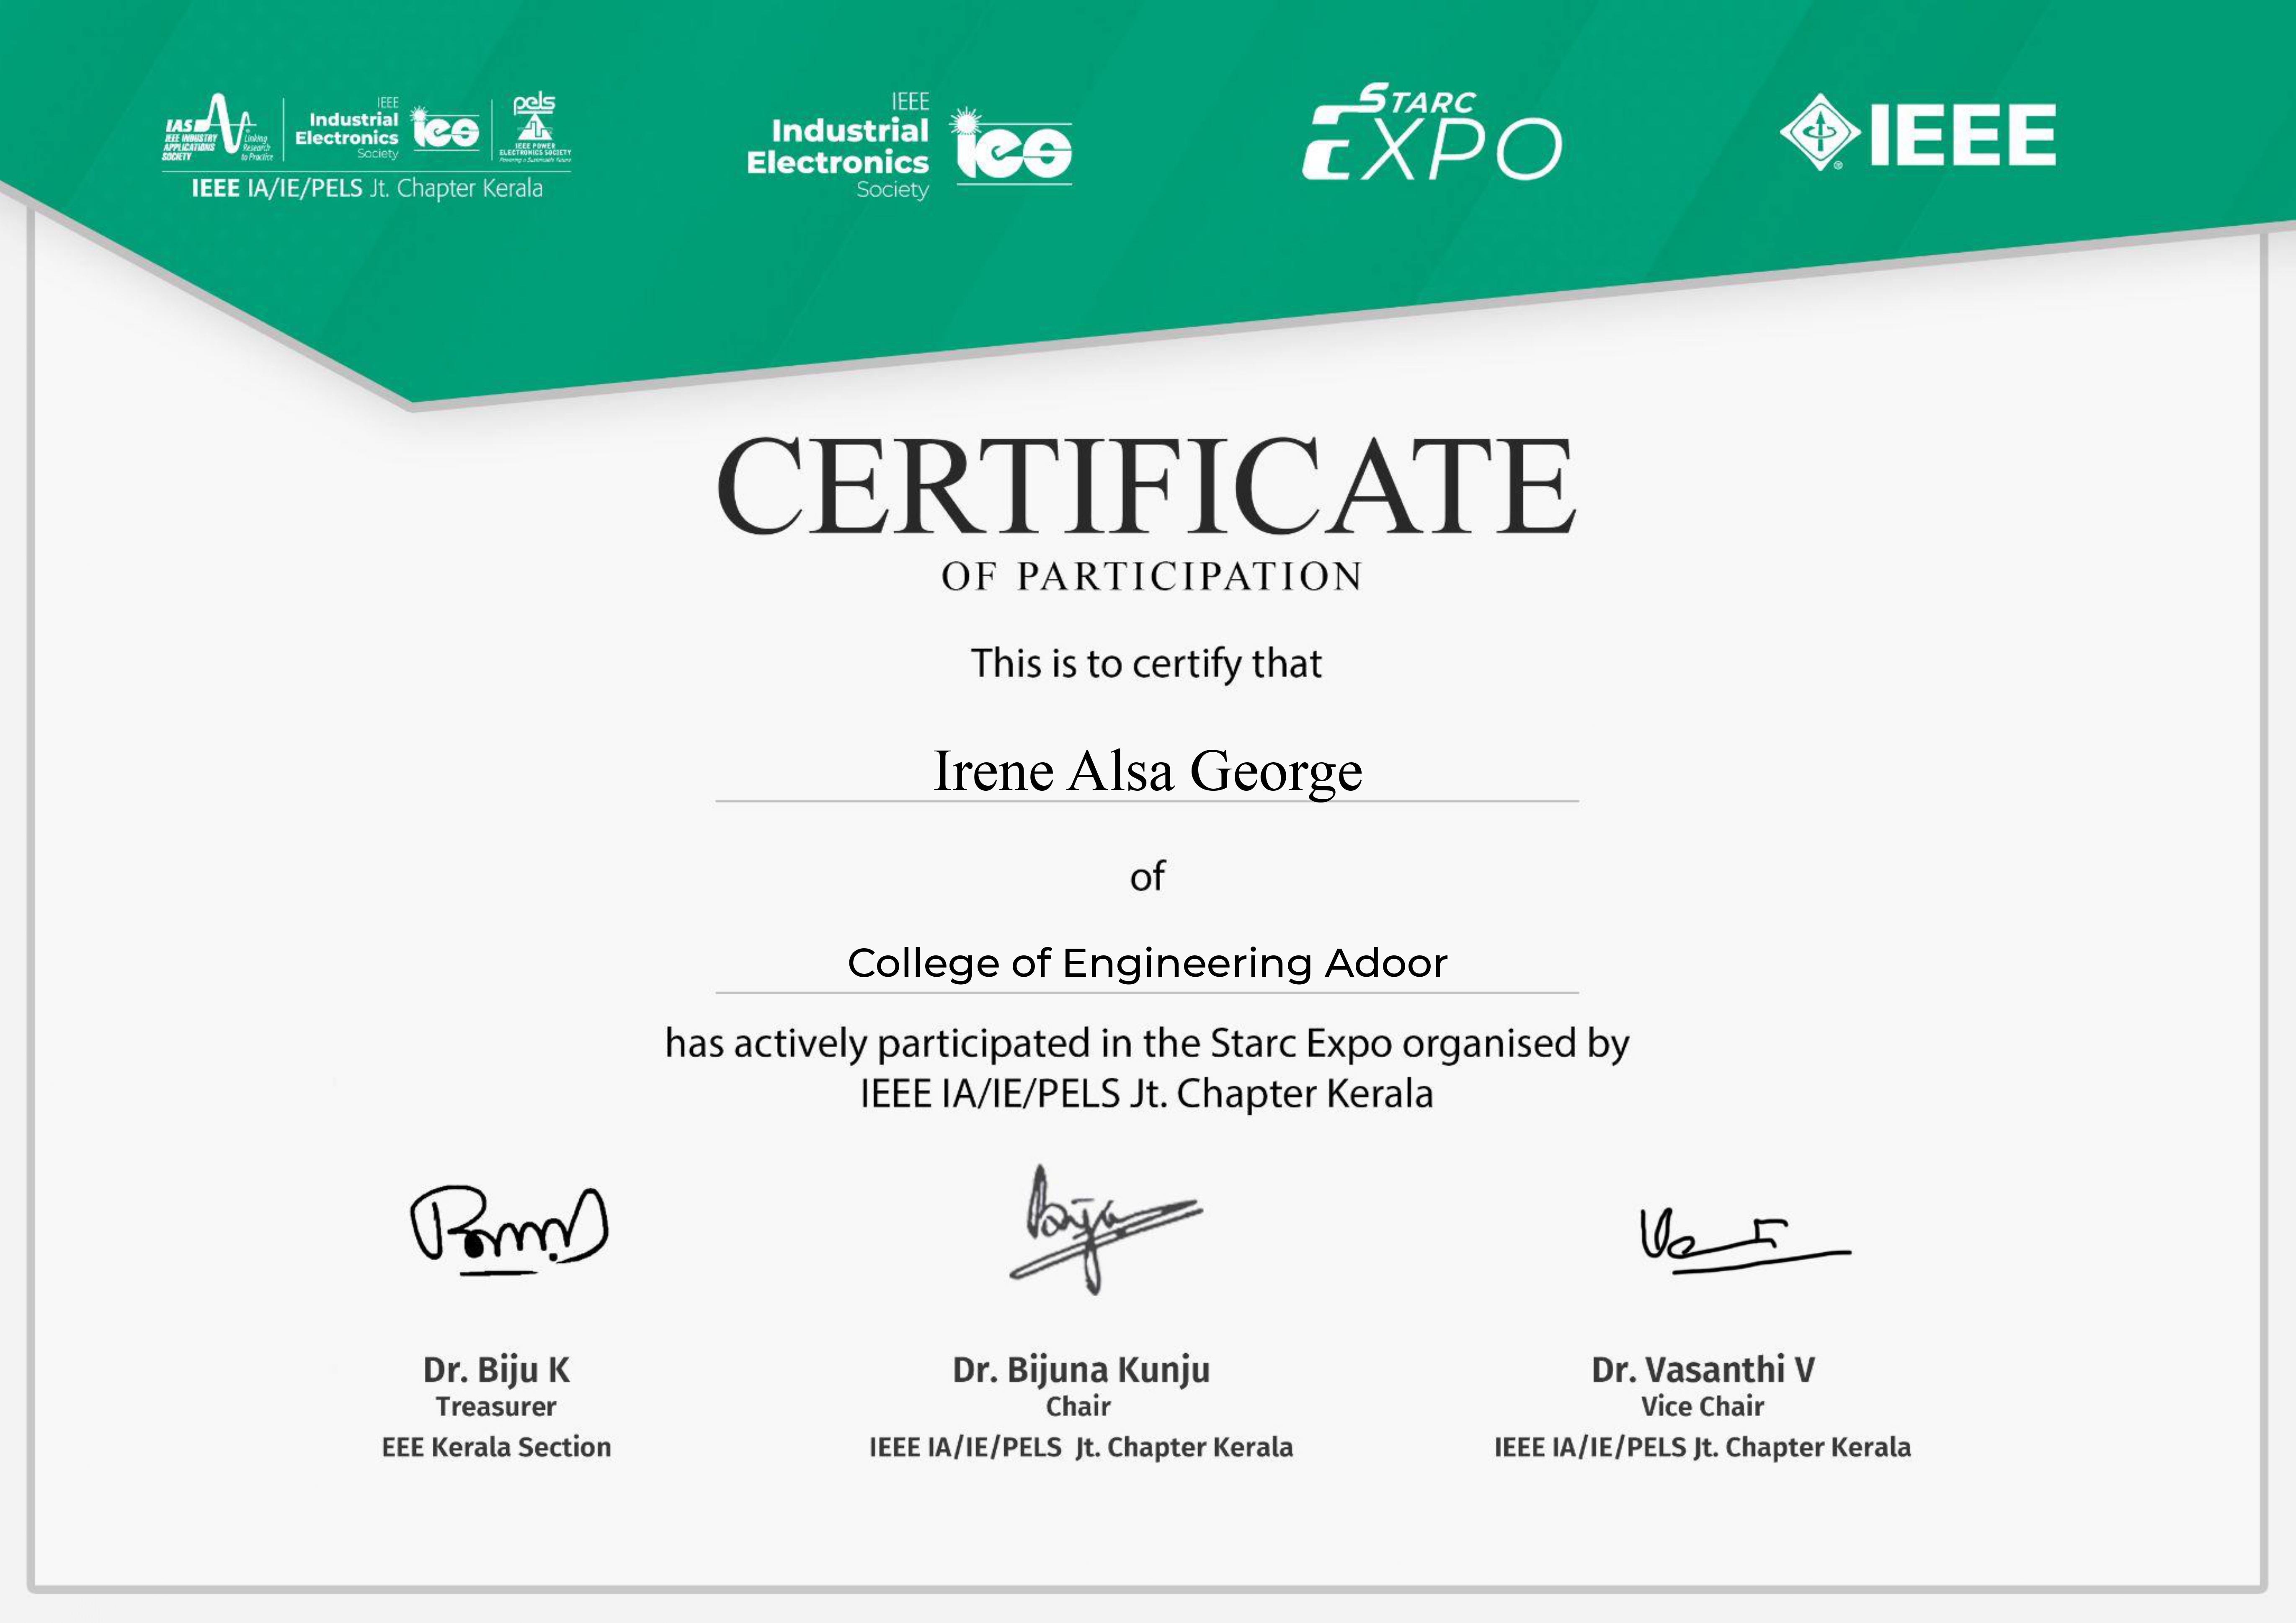 IAS
IEEE INDUSTRY
APPLICATIONS
SOCIETY
Linking
Research
to Practice
IEEE
Industrial
Electronics
Society
ies
pels
IEEE POWER
ELECTRONICS SOCIETY
Powering a Sustainable Future
IEEE IA/IE/PELS Jt. Chapter Kerala
IEEE
Industrial
Electronics
Society
ies
STARC
EXPO
IEEE
CERTIFICATE
OF PARTICIPATION
This is to certify that
Irene Alsa George
of
College of Engineering Adoor
has actively participated in the Starc Expo organised by
IEEE IA/IE/PELS Jt. Chapter Kerala
Dr. Biju K
Treasurer
EEE Kerala Section
Dr. Bijuna Kunju
Chair
IEEE IA/IE/PELS Jt. Chapter Kerala
Dr. Vasanthi V
Vice Chair
IEEE IA/IE/PELS Jt. Chapter Kerala